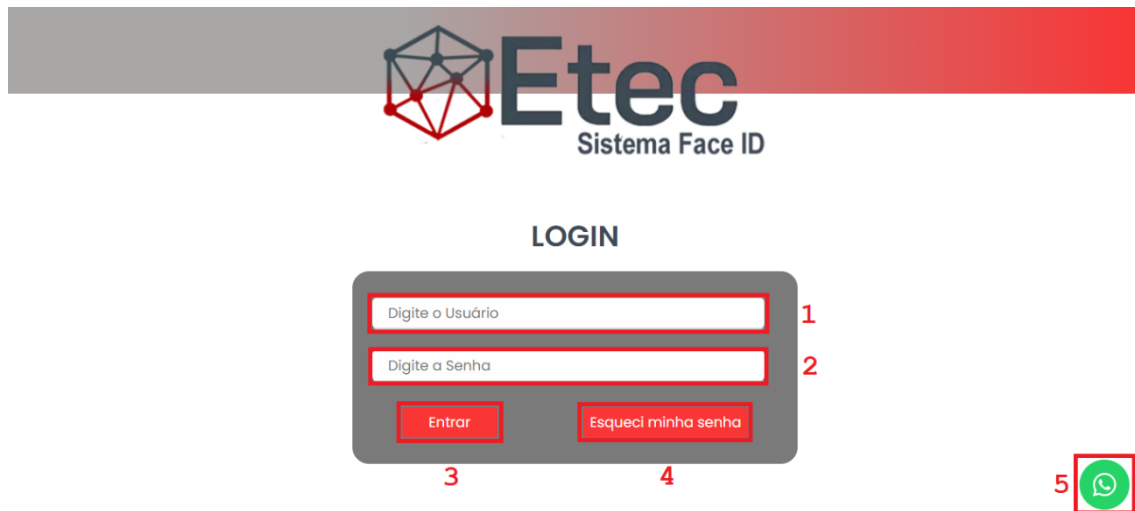 Etec
Sistema Face ID
LOGIN
Digite o Usuário
1
Digite a Senha
2
Entrar
Esqueci minha senha
3
4
5